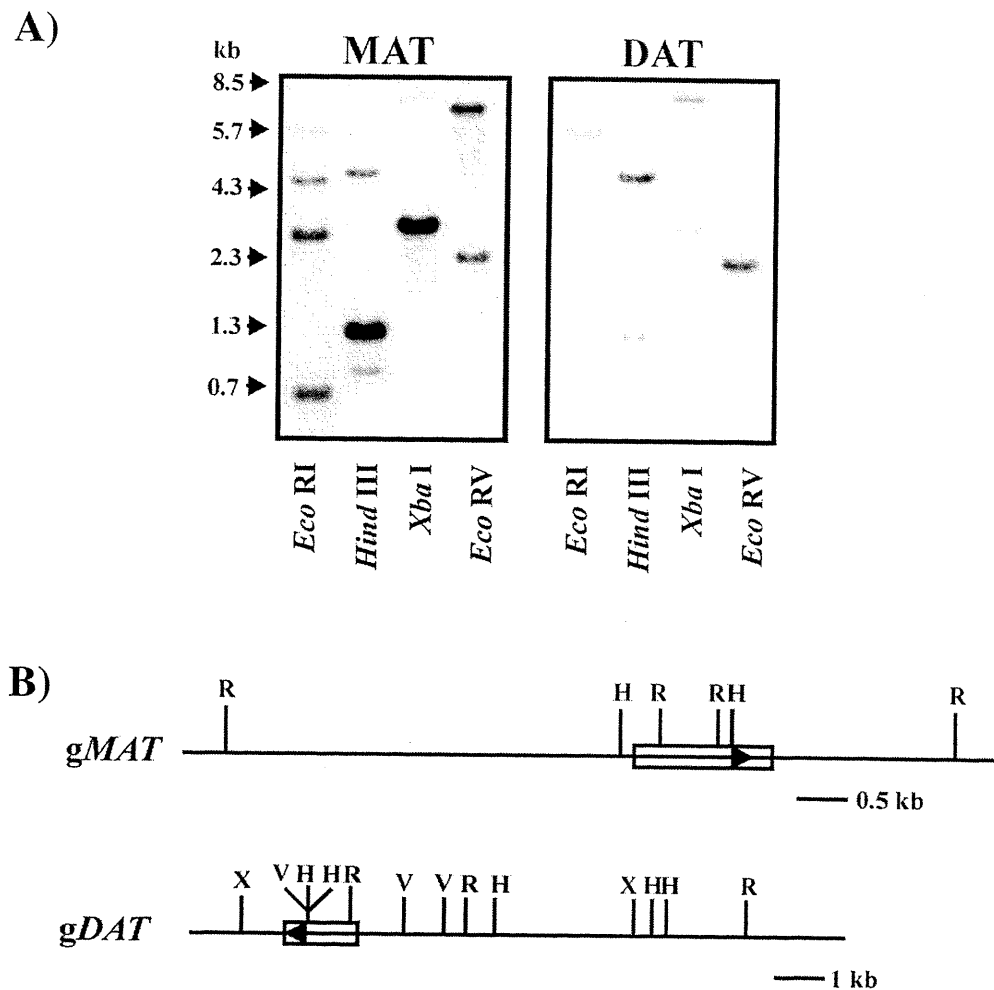 A)
kb
MAT
DAT
8.5
5.7
4.3
2.3
1.3
0.7
Eco RI
Hind III
Xba I
Eco RV
Eco RI
Hind III
Xba I
Eco RV
B)
R H R R H R
gMAT
0.5 kb
X V H H R V V R H X H H R
gDAT
1 kb